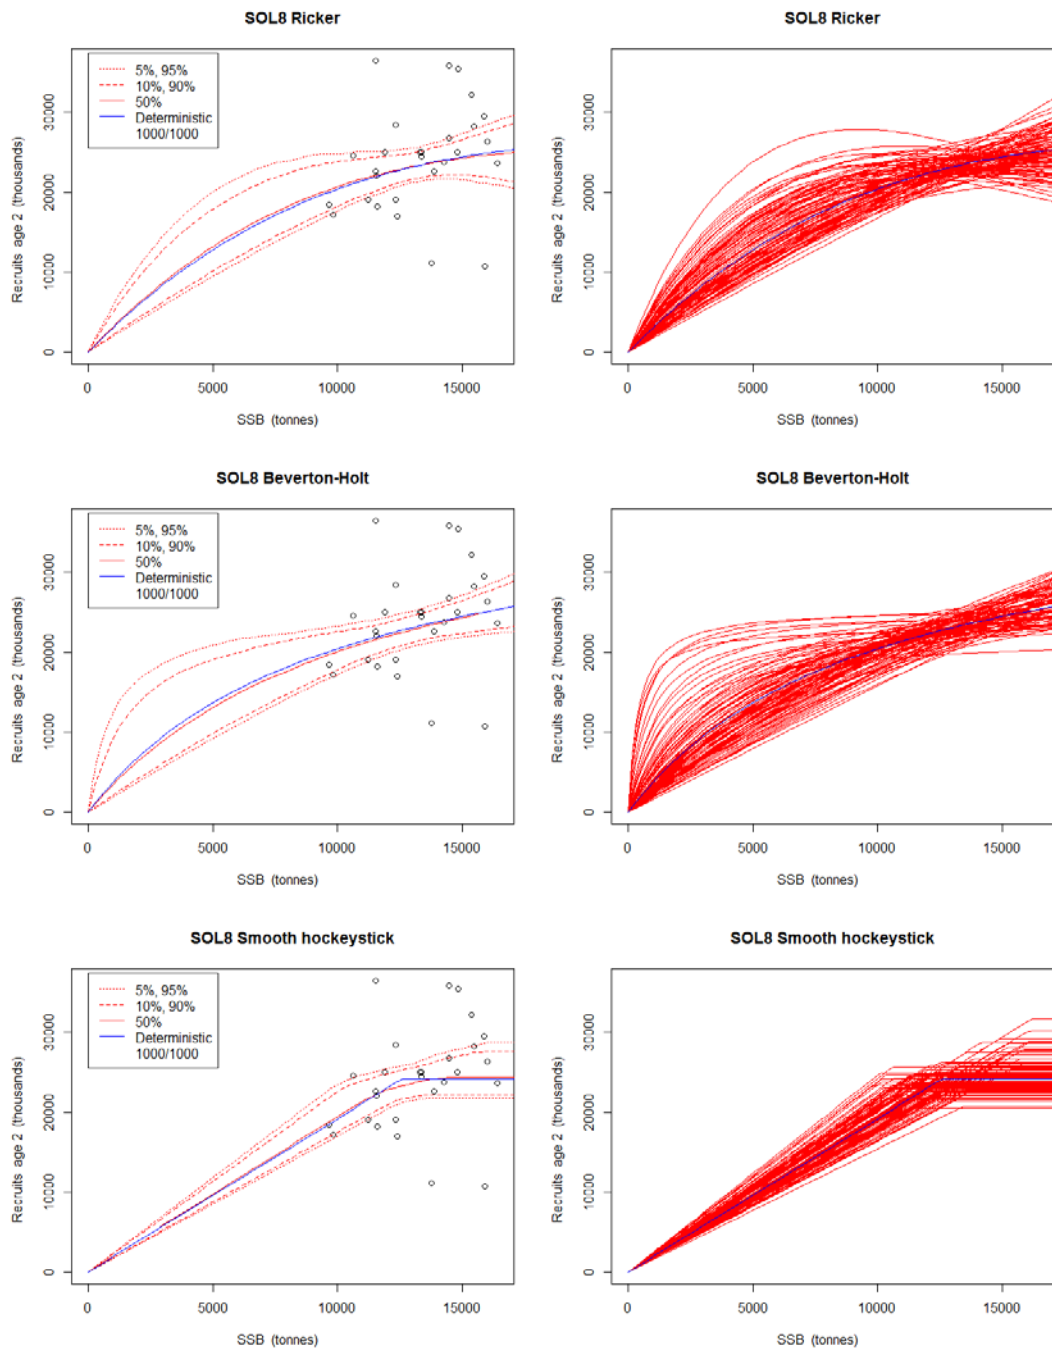 SOL8 Ricker
5%, 95%
10%, 90%
50%
Deterministic
1000/1000
Recruits age 2 (thousands)
0 10000 20000 30000
0 5000 10000 15000
SSB (tonnes)
SOL8 Ricker
Recruits age 2 (thousands)
0 10000 20000 30000
0 5000 10000 15000
SSB (tonnes)
SOL8 Beverton-Holt
5%, 95%
10%, 90%
50%
Deterministic
1000/1000
Recruits age 2 (thousands)
0 10000 20000 30000
0 5000 10000 15000
SSB (tonnes)
SOL8 Beverton-Holt
Recruits age 2 (thousands)
0 10000 20000 30000
0 5000 10000 15000
SSB (tonnes)
SOL8 Smooth hockeystick
5%, 95%
10%, 90%
50%
Deterministic
1000/1000
Recruits age 2 (thousands)
0 10000 20000 30000
0 5000 10000 15000
SSB (tonnes)
SOL8 Smooth hockeystick
Recruits age 2 (thousands)
0 10000 20000 30000
0 5000 10000 15000
SSB (tonnes)